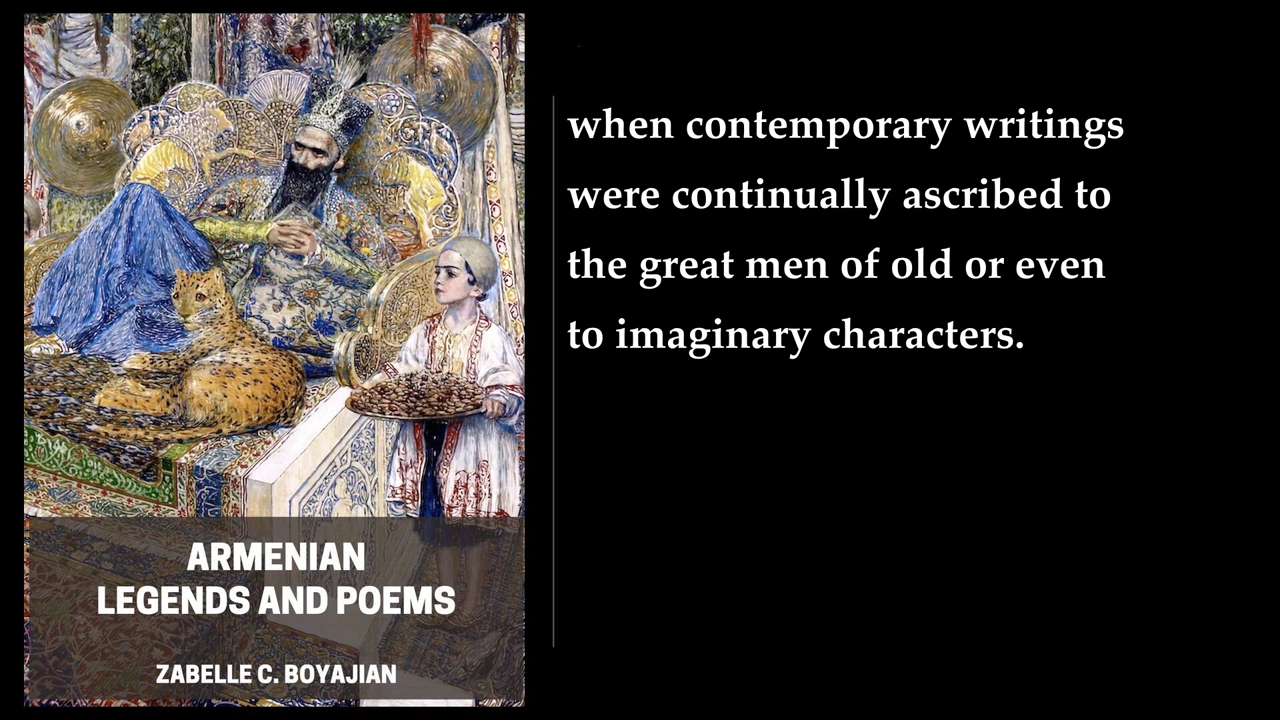 when contemporary writings
were continually ascribed to
the great men of old or even
to imaginary characters.
ARMENIAN
LEGENDS AND POEMS
ZABELLE C. BOYAJIAN